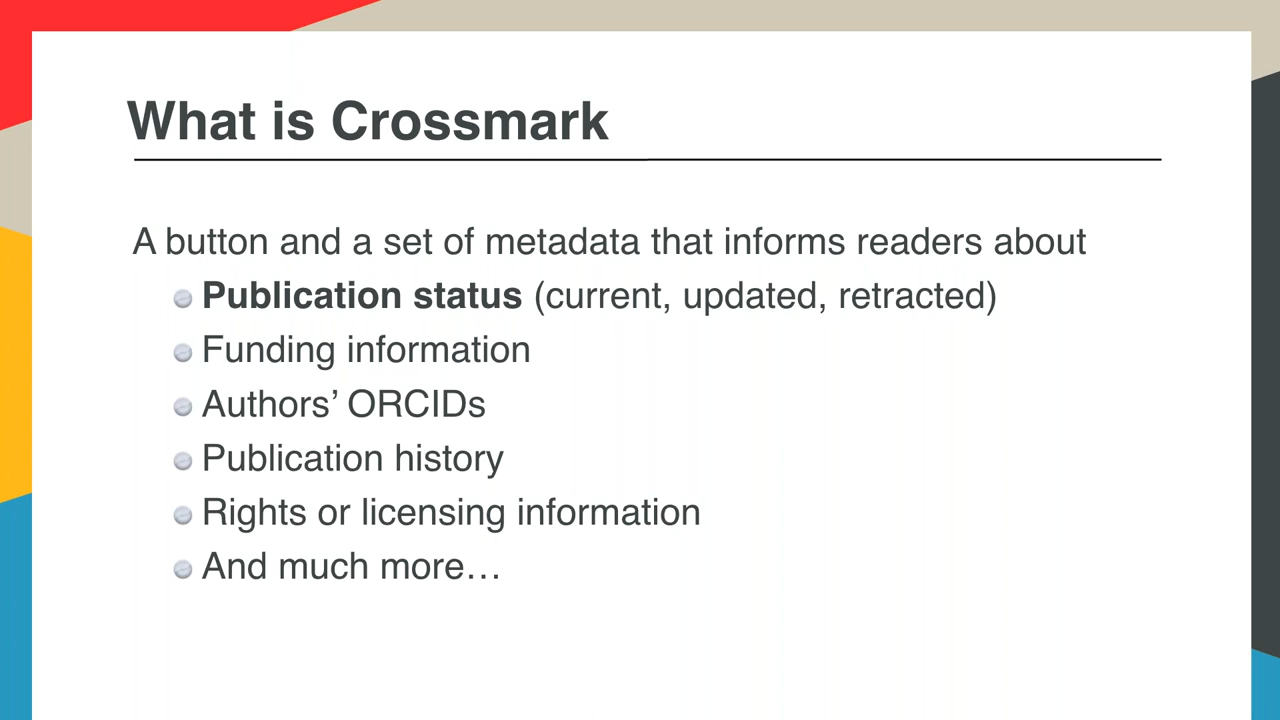 What is Crossmark
A button and a set of metadata that informs readers about
Publication status (current, updated, retracted)
Funding information
Authors’ ORCIDs
Publication history
Rights or licensing information
And much more…